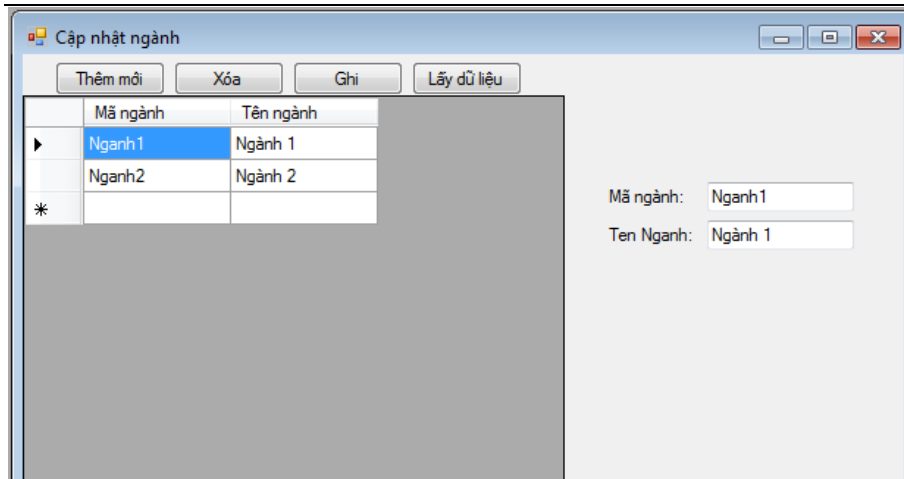 Cập nhật ngành
Thêm mới Xóa Ghi Lấy dữ liệu
Mã ngành Tên ngành
Nganh1 Ngành 1
Nganh2 Ngành 2
Mã ngành: Nganh1
Ten Nganh: Ngành 1